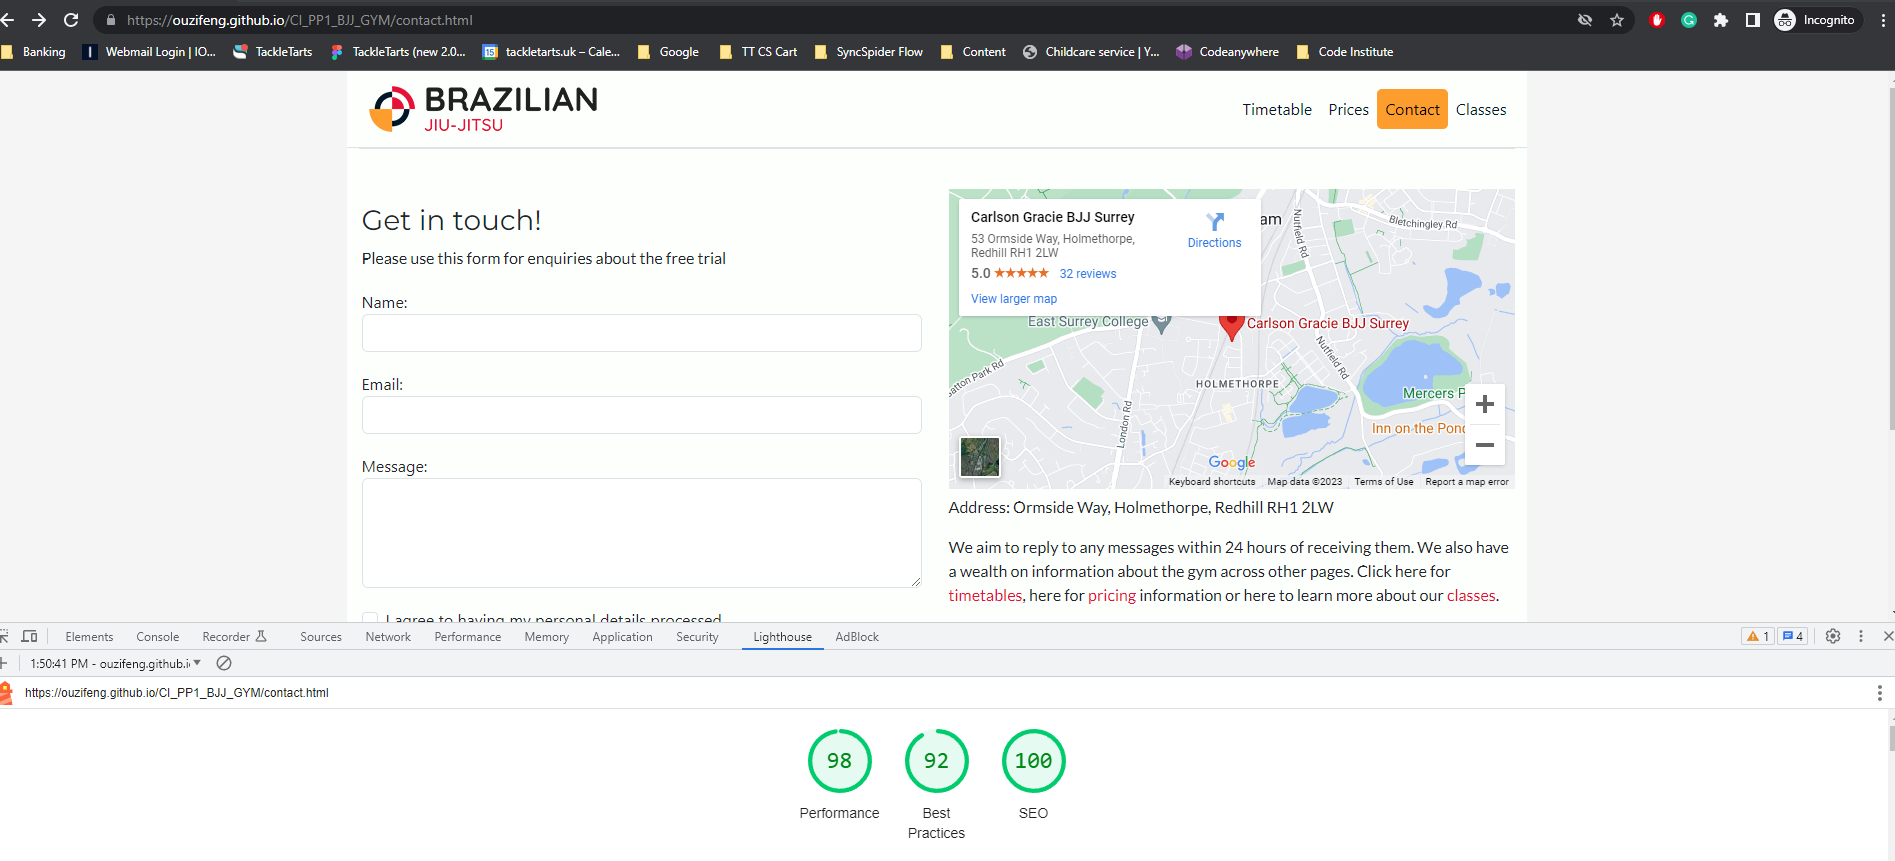 https://ouzifeng.github.io/CI_PP1_BJJ_GYM/contact.html
Incognito
Banking
Webmail Login | IO...
TackleTarts
TackleTarts (new 2.0...
15
tackletarts.uk – Cale...
Google
TT CS Cart
SyncSpider Flow
Content
Childcare service | Y...
Codeanywhere
Code Institute
BRAZILIAN
JIU-JITSU
Timetable
Prices
Contact
Classes
Get in touch!
Please use this form for enquiries about the free trial
Name:
Email:
Message:
I agree to having my personal details processed
Carlson Gracie BJJ Surrey
53 Ormside Way, Holmethorpe,
Redhill RH1 2LW
5.0
32 reviews
View larger map
Directions
am
Nutfield Rd
Bletchingley Rd
East Surrey College
Carlson Gracie BJJ Surrey
Nutfield Rd
atton Park Rd
HOLMETHORPE
London Rd
Mercers P
Inn on the Pond
Google
Keyboard shortcuts
Map data ©2023
Terms of Use
Report a map error
Address: Ormside Way, Holmethorpe, Redhill RH1 2LW
We aim to reply to any messages within 24 hours of receiving them. We also have
a wealth on information about the gym across other pages. Click here for
timetables, here for pricing information or here to learn more about our classes.
Elements
Console
Recorder
Sources
Network
Performance
Memory
Application
Security
Lighthouse
AdBlock
1
4
1:50:41 PM - ouzifeng.github.i
https://ouzifeng.github.io/CI_PP1_BJJ_GYM/contact.html
98
92
100
Performance
Best
Practices
SEO